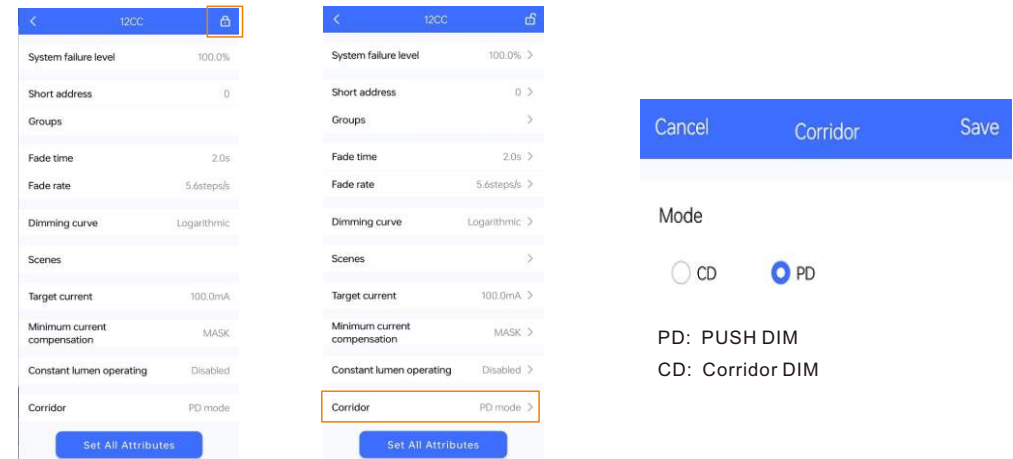 12CC
System failure level 100.0%
Short address 0
Groups
Fade time 2.0s
Fade rate 5.6steps/s
Dimming curve Logarithmic
Scenes
Target current 100.0mA
Minimum current
compensation MASK
Constant lumen operating Disabled
Corridor PD mode
Set All Attributes
12CC
System failure level 100.0%
Short address 0
Groups
Fade time 2.0s
Fade rate 5.6steps/s
Dimming curve Logarithmic
Scenes
Target current 100.0mA
Minimum current
compensation MASK
Constant lumen operating Disabled
Corridor PD mode
Set All Attributes
Cancel Corridor Save
Mode
CD PD
PD: PUSH DIM
CD: Corridor DIM